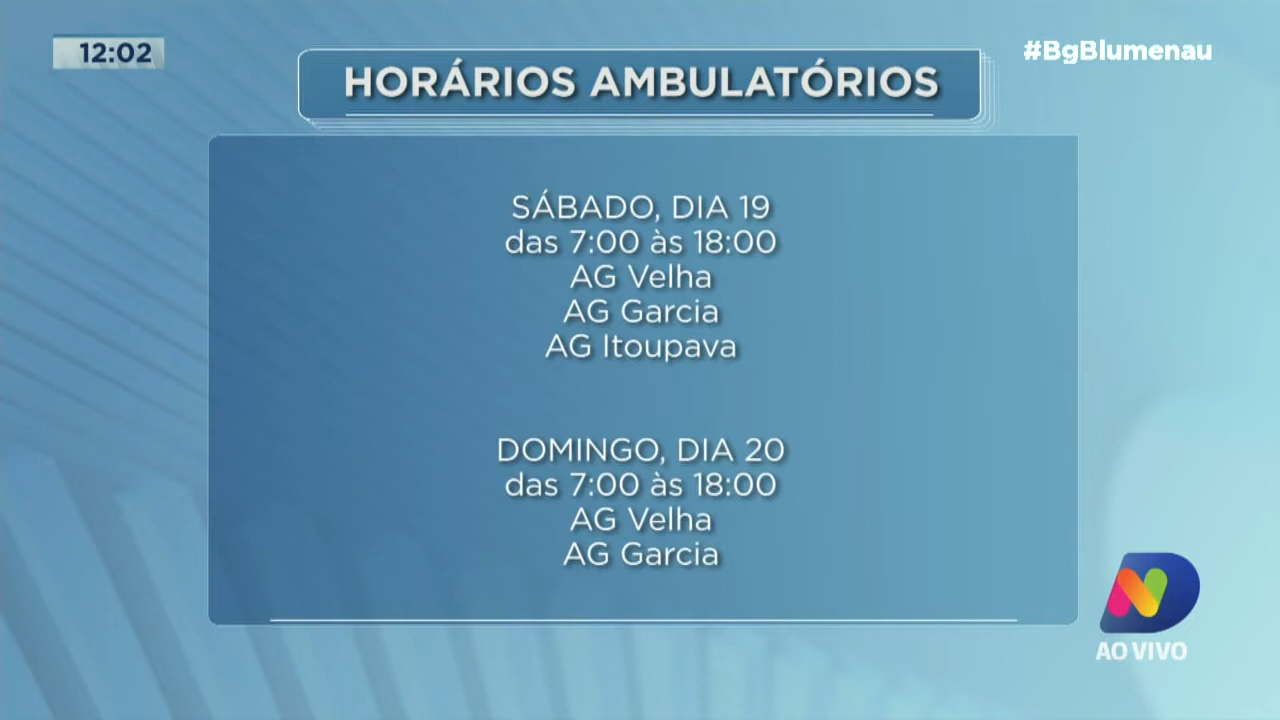 12:02
#BgBlumenau
HORÁRIOS AMBULATÓRIOS
SÁBADO, DIA 19
das 7:00 às 18:00
AG Velha
AG Garcia
AG Itoupava
DOMINGO, DIA 20
das 7:00 às 18:00
AG Velha
AG Garcia
ND
AO VIVO